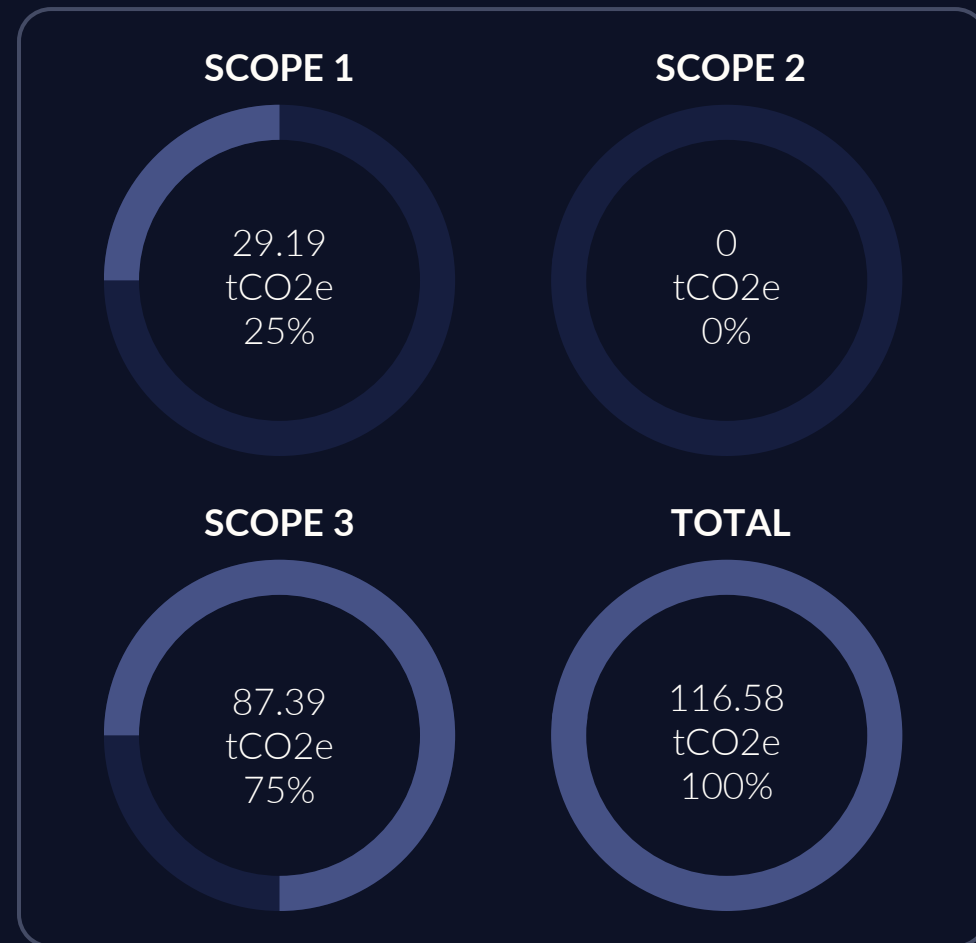 SCOPE 1
29.19
tCO2e
25%
SCOPE 2
0
tCO2e
0%
SCOPE 3
87.39
tCO2e
75%
TOTAL
116.58
tCO2e
100%